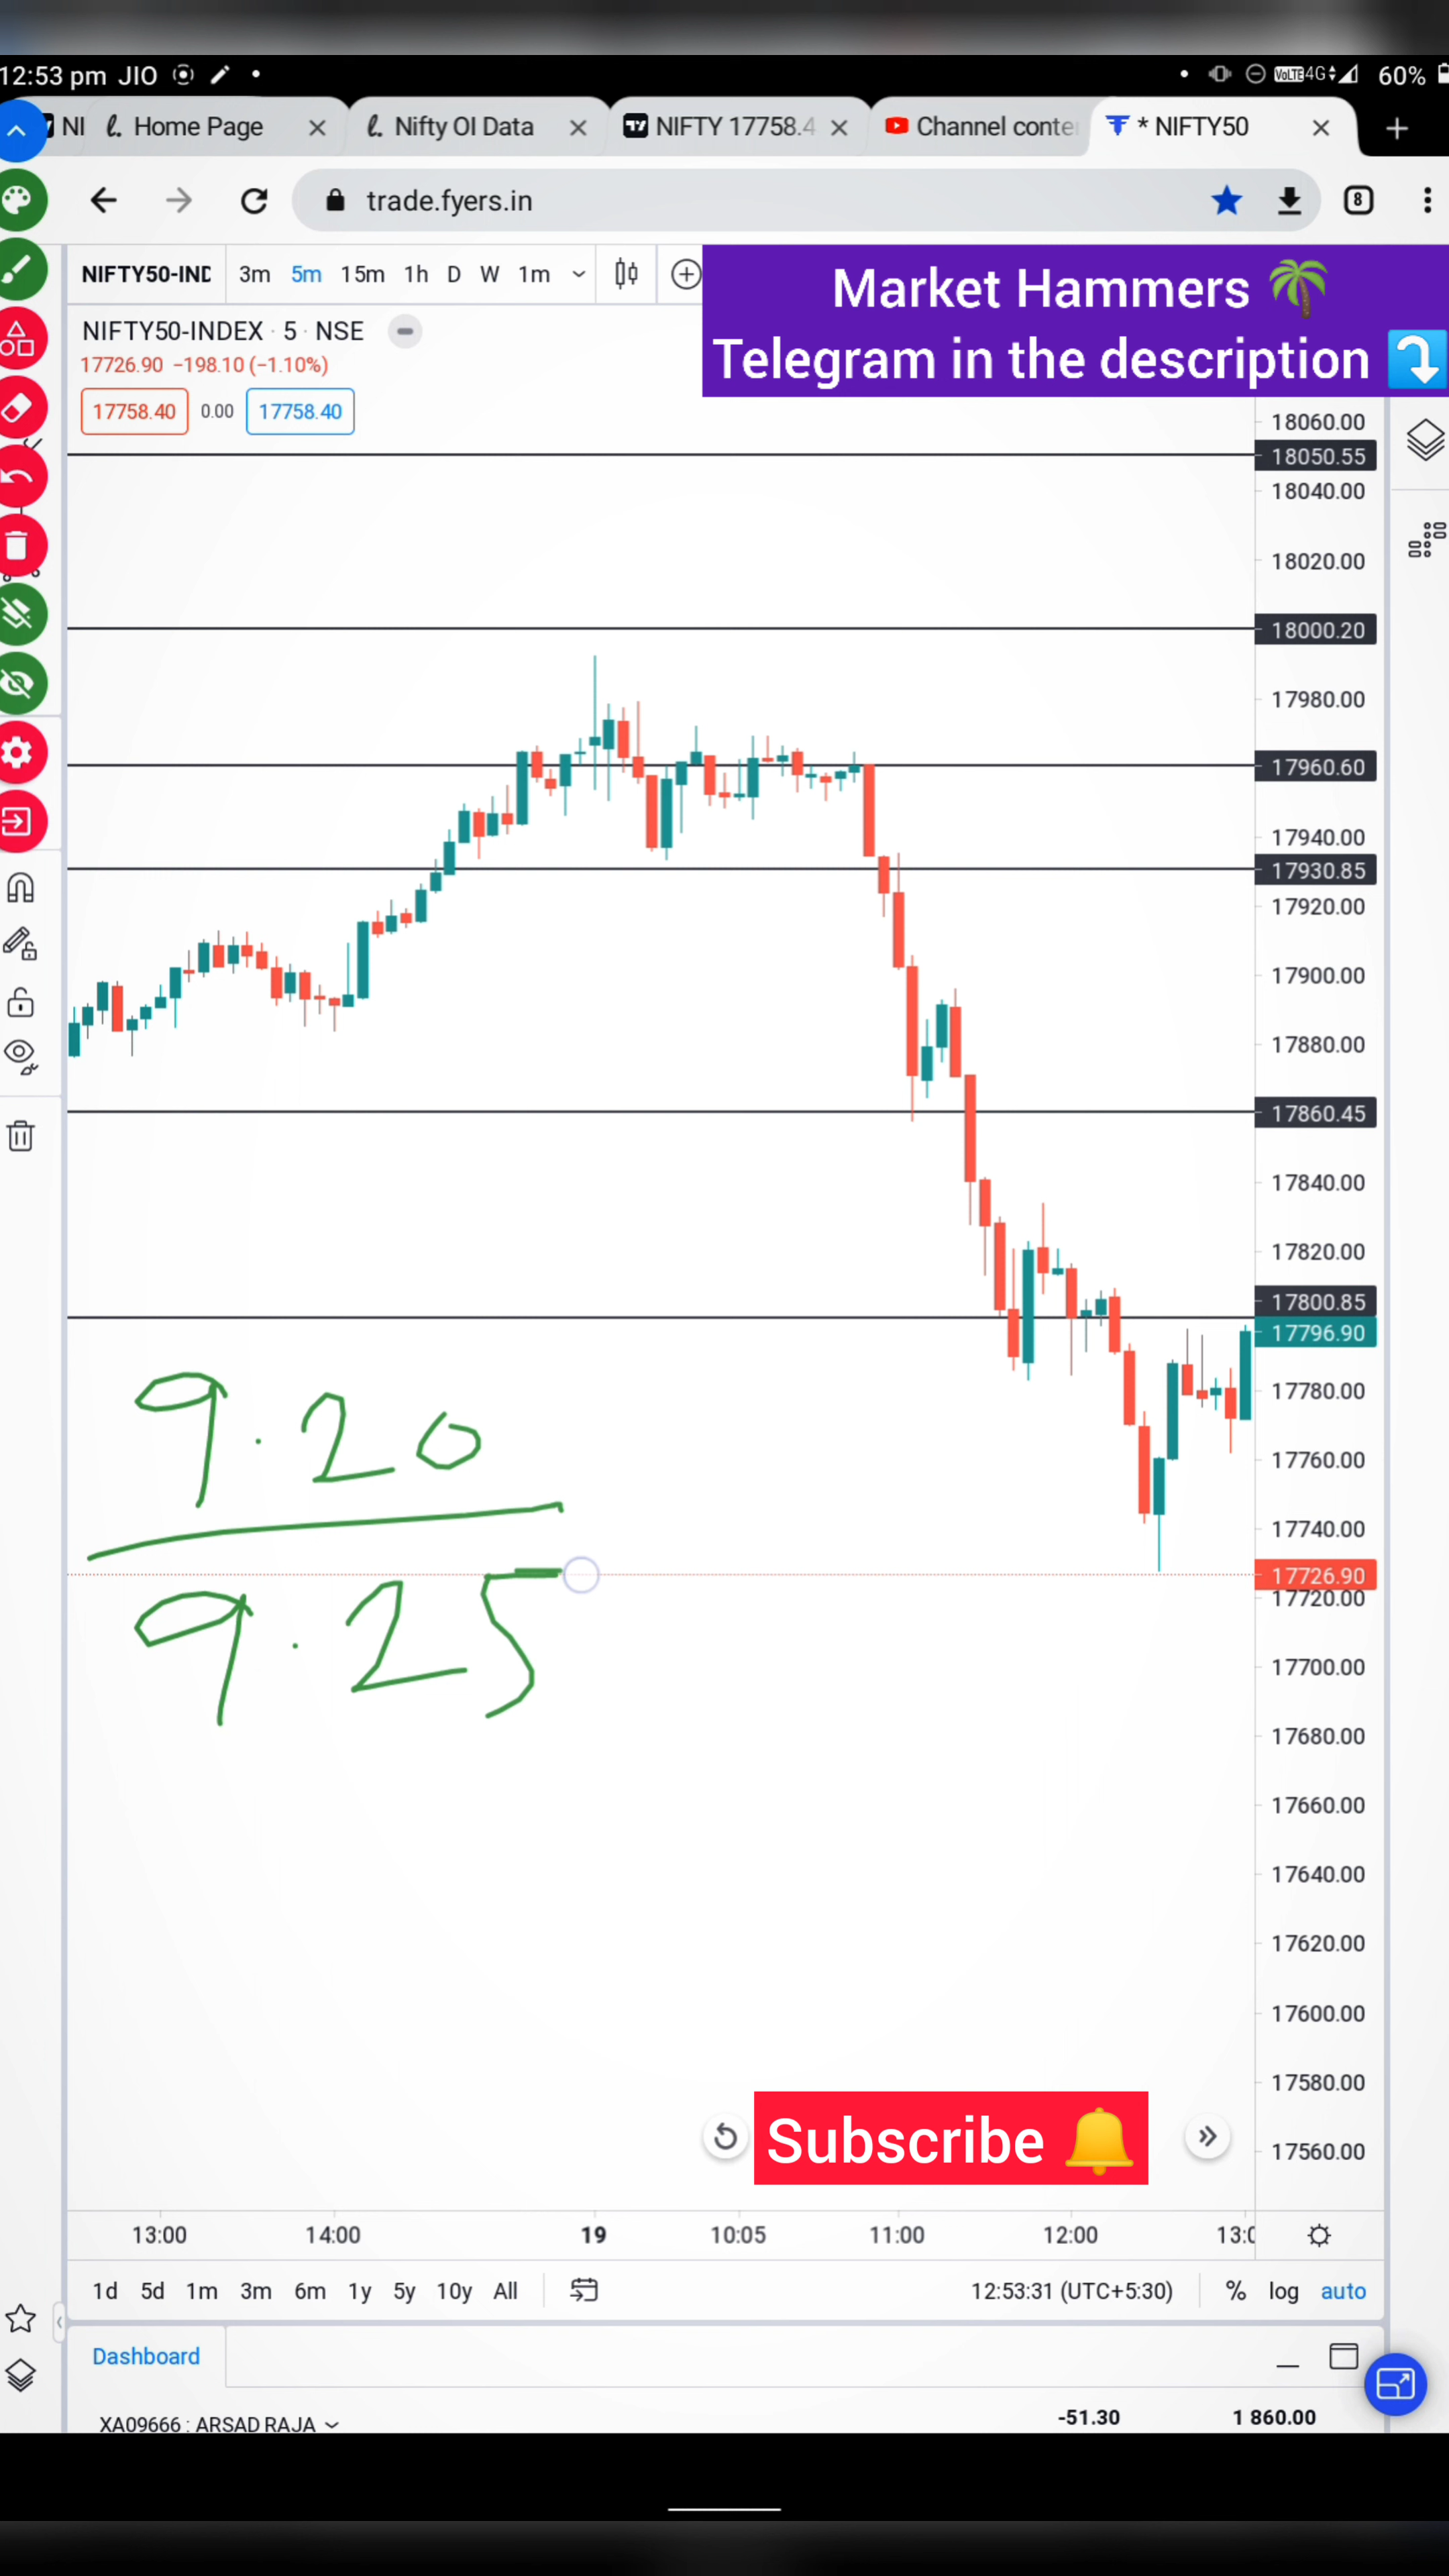 12:53 pm JIO VoLTE 4G 60%
NI Home Page Nifty OI Data NIFTY 17758.4 Channel conte * NIFTY50
trade.fyers.in 8
NIFTY50-IND 3m 5m 15m 1h D W 1m
Market Hammers 🌴
Telegram in the description ⤵️
NIFTY50-INDEX · 5 · NSE
17726.90 −198.10 (−1.10%)
17758.40 0.00 17758.40
18060.00
18050.55
18040.00
18020.00
18000.20
17980.00
17960.60
17940.00
17930.85
17920.00
17900.00
17880.00
17860.45
17840.00
17820.00
17800.85
17796.90
17780.00
17760.00
17740.00
17726.90
17720.00
17700.00
17680.00
17660.00
17640.00
17620.00
17600.00
17580.00
17560.00
9.20
9.25
Subscribe 🔔
13:00 14:00 19 10:05 11:00 12:00 13:0
1d 5d 1m 3m 6m 1y 5y 10y All 12:53:31 (UTC+5:30) % log auto
Dashboard
XA09666 : ARSAD RAJA -51.30 1 860.00